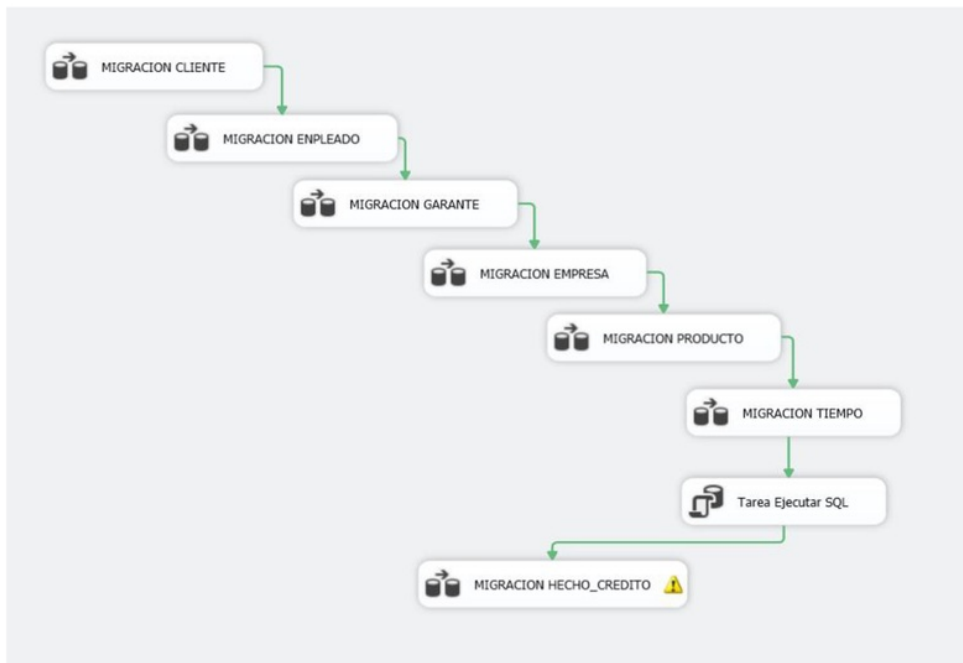 MIGRACION CLIENTE
MIGRACION ENPLEADO
MIGRACION GARANTE
MIGRACION EMPRESA
MIGRACION PRODUCTO
MIGRACION TIEMPO
Tarea Ejecutar SQL
MIGRACION HECHO_CREDITO